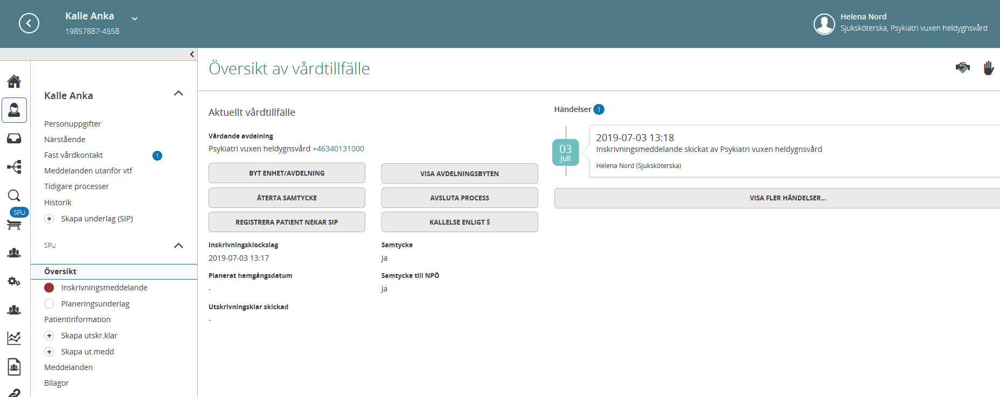 Kalle Anka
19857887-4558
Helena Nord
Sjuksköterska, Psykiatri vuxen heldygnsvård
Kalle Anka
Personuppgifter
Närstående
Fast vårdkontakt 1
Meddelanden utanför vtf
Tidigare processer
Historik
Skapa underlag (SIP)
SPU
SPU
Översikt
Inskrivningsmeddelande
Planeringsunderlag
Patientinformation
Skapa utskr.klar
Skapa ut.medd
Meddelanden
Bilagor
Översikt av vårdtillfälle
Aktuellt vårdtillfälle
Vårdande avdelning
Psykiatri vuxen heldygnsvård +46340131000
BYT ENHET/AVDELNING VISA AVDELNINGSBYTEN
ÅTERTA SAMTYCKE AVSLUTA PROCESS
REGISTRERA PATIENT NEKAR SIP KALLELSE ENLIGT §
Inskrivningsklockslag Samtycke
2019-07-03 13:17 Ja
Planerat hemgångsdatum Samtycke till NPÖ
- Ja
Utskrivningsklar skickad
-
Händelser 1
03
Juli
2019-07-03 13:18
Inskrivningsmeddelande skickat av Psykiatri vuxen heldygnsvård
Helena Nord (Sjuksköterska)
VISA FLER HÄNDELSER...